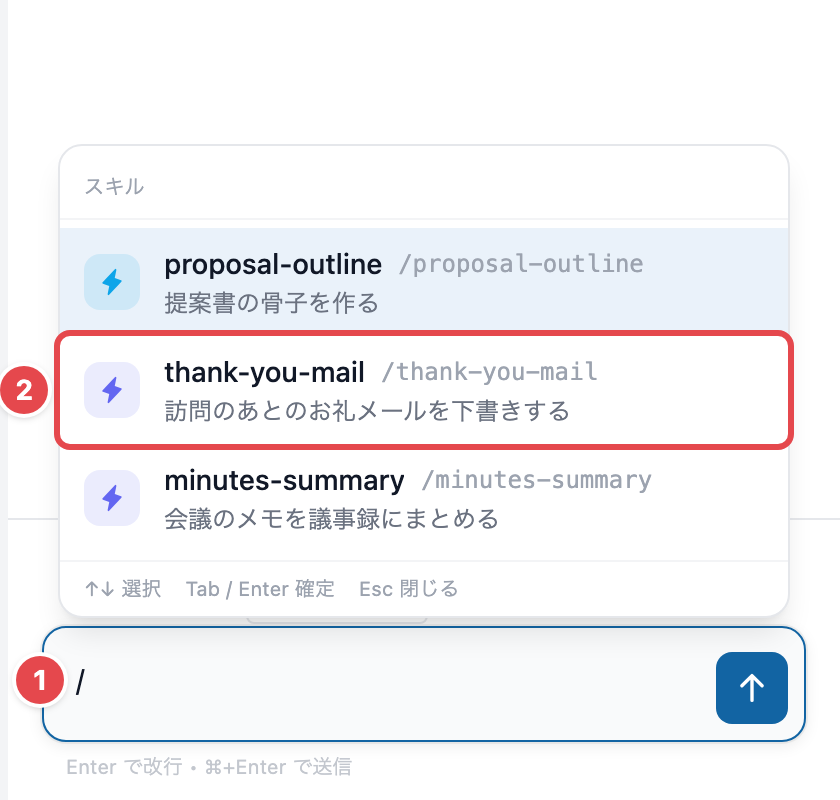 スキル
proposal-outline /proposal-outline
提案書の骨子を作る
2
thank-you-mail /thank-you-mail
訪問のあとのお礼メールを下書きする
minutes-summary /minutes-summary
会議のメモを議事録にまとめる
↑↓ 選択 Tab / Enter 確定 Esc 閉じる
1
/
Enter で改行・⌘+Enter で送信